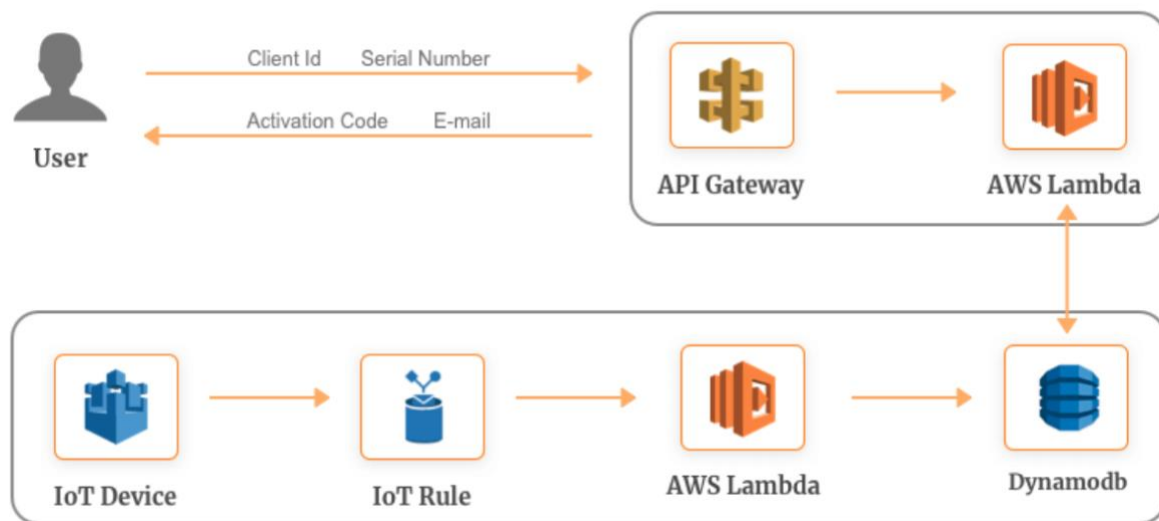 Client Id Serial Number
Activation Code E-mail
User
API Gateway
AWS Lambda
IoT Device
IoT Rule
AWS Lambda
Dynamodb